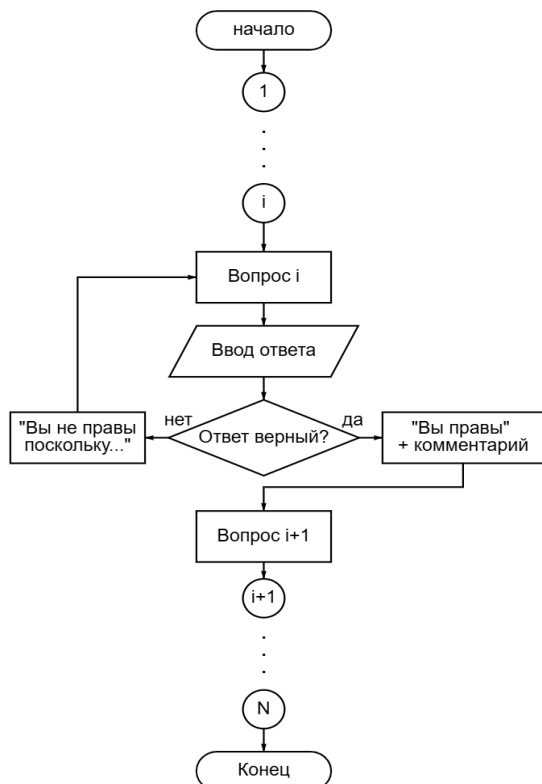 начало
1
i
Вопрос i
Ввод ответа
нет
да
"Вы не правы
поскольку..."
Ответ верный?
"Вы правы"
+ комментарий
Вопрос i+1
i+1
N
Конец